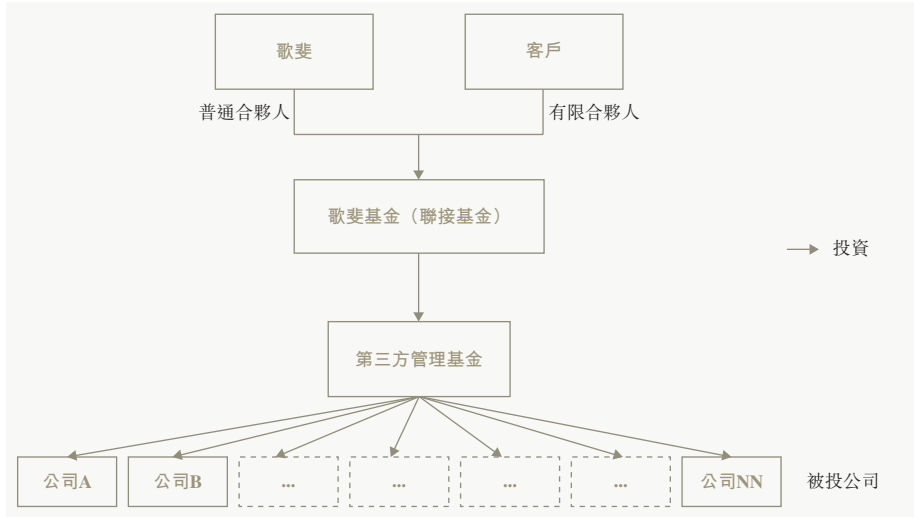 歌斐
客戶
普通合夥人
有限合夥人
歌斐基金（聯接基金）
投資
第三方管理基金
公司A
公司B
...
...
...
...
公司NN
被投公司